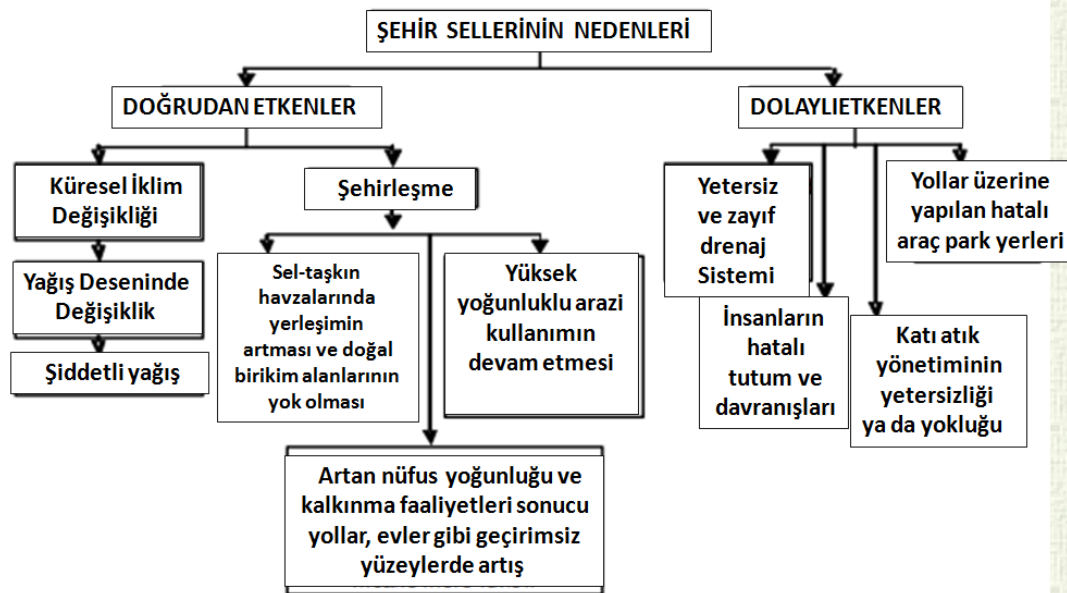 ŞEHİR SELLERİNİN NEDENLERİ
DOĞRUDAN ETKENLER
DOLAYLIETKENLER
Küresel İklim
Değişikliği
Şehirleşme
Yağış Deseninde
Değişiklik
Şiddetli yağış
Sel-taşkın
havzalarında
yerleşimin
artması ve doğal
birikim alanlarının
yok olması
Yüksek
yoğunluklu arazi
kullanımın
devam etmesi
Artan nüfus yoğunluğu ve
kalkınma faaliyetleri sonucu
yollar, evler gibi geçirimsiz
yüzeylerde artış
Yetersiz
ve zayıf
drenaj
Sistemi
İnsanların
hatalı
tutum ve
davranışları
Katı atık
yönetiminin
yetersizliği
ya da yokluğu
Yollar üzerine
yapılan hatalı
araç park yerleri